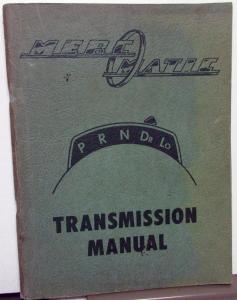 MERC
O MATIC
P R N DR LO
TRANSMISSION
MANUAL